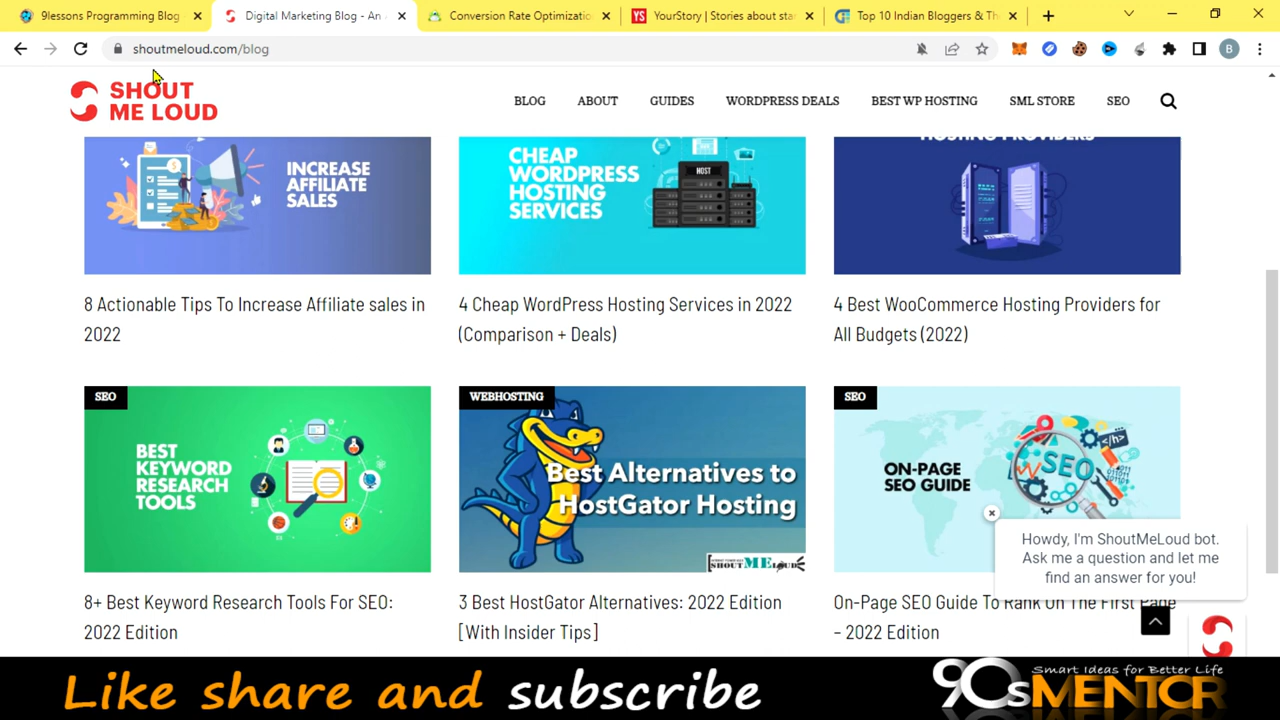 9lessons Programming Blog
Digital Marketing Blog - An
Conversion Rate Optimizatio
YS YourStory | Stories about sta
Top 10 Indian Bloggers & Th
shoutmeloud.com/blog
B
SHOUT
ME LOUD
BLOG
ABOUT
GUIDES
WORDPRESS DEALS
BEST WP HOSTING
SML STORE
SEO
INCREASE
AFFILIATE
SALES
CHEAP
WORDPRESS
HOSTING
SERVICES
HOST
HOSTING PROVIDERS
8 Actionable Tips To Increase Affiliate sales in
2022
4 Cheap WordPress Hosting Services in 2022
(Comparison + Deals)
4 Best WooCommerce Hosting Providers for
All Budgets (2022)
SEO
BEST
KEYWORD
RESEARCH
TOOLS
WEBHOSTING
Best Alternatives to
HostGator Hosting
SHOUTMELOUD
SEO
ON-PAGE
SEO GUIDE
SEO
8+ Best Keyword Research Tools For SEO:
2022 Edition
3 Best HostGator Alternatives: 2022 Edition
[With Insider Tips]
On-Page SEO Guide To Rank On The First Page
– 2022 Edition
Howdy, I'm ShoutMeLoud bot.
Ask me a question and let me
find an answer for you!
Like share and subscribe
Smart Ideas for Better Life
90s MENTOR